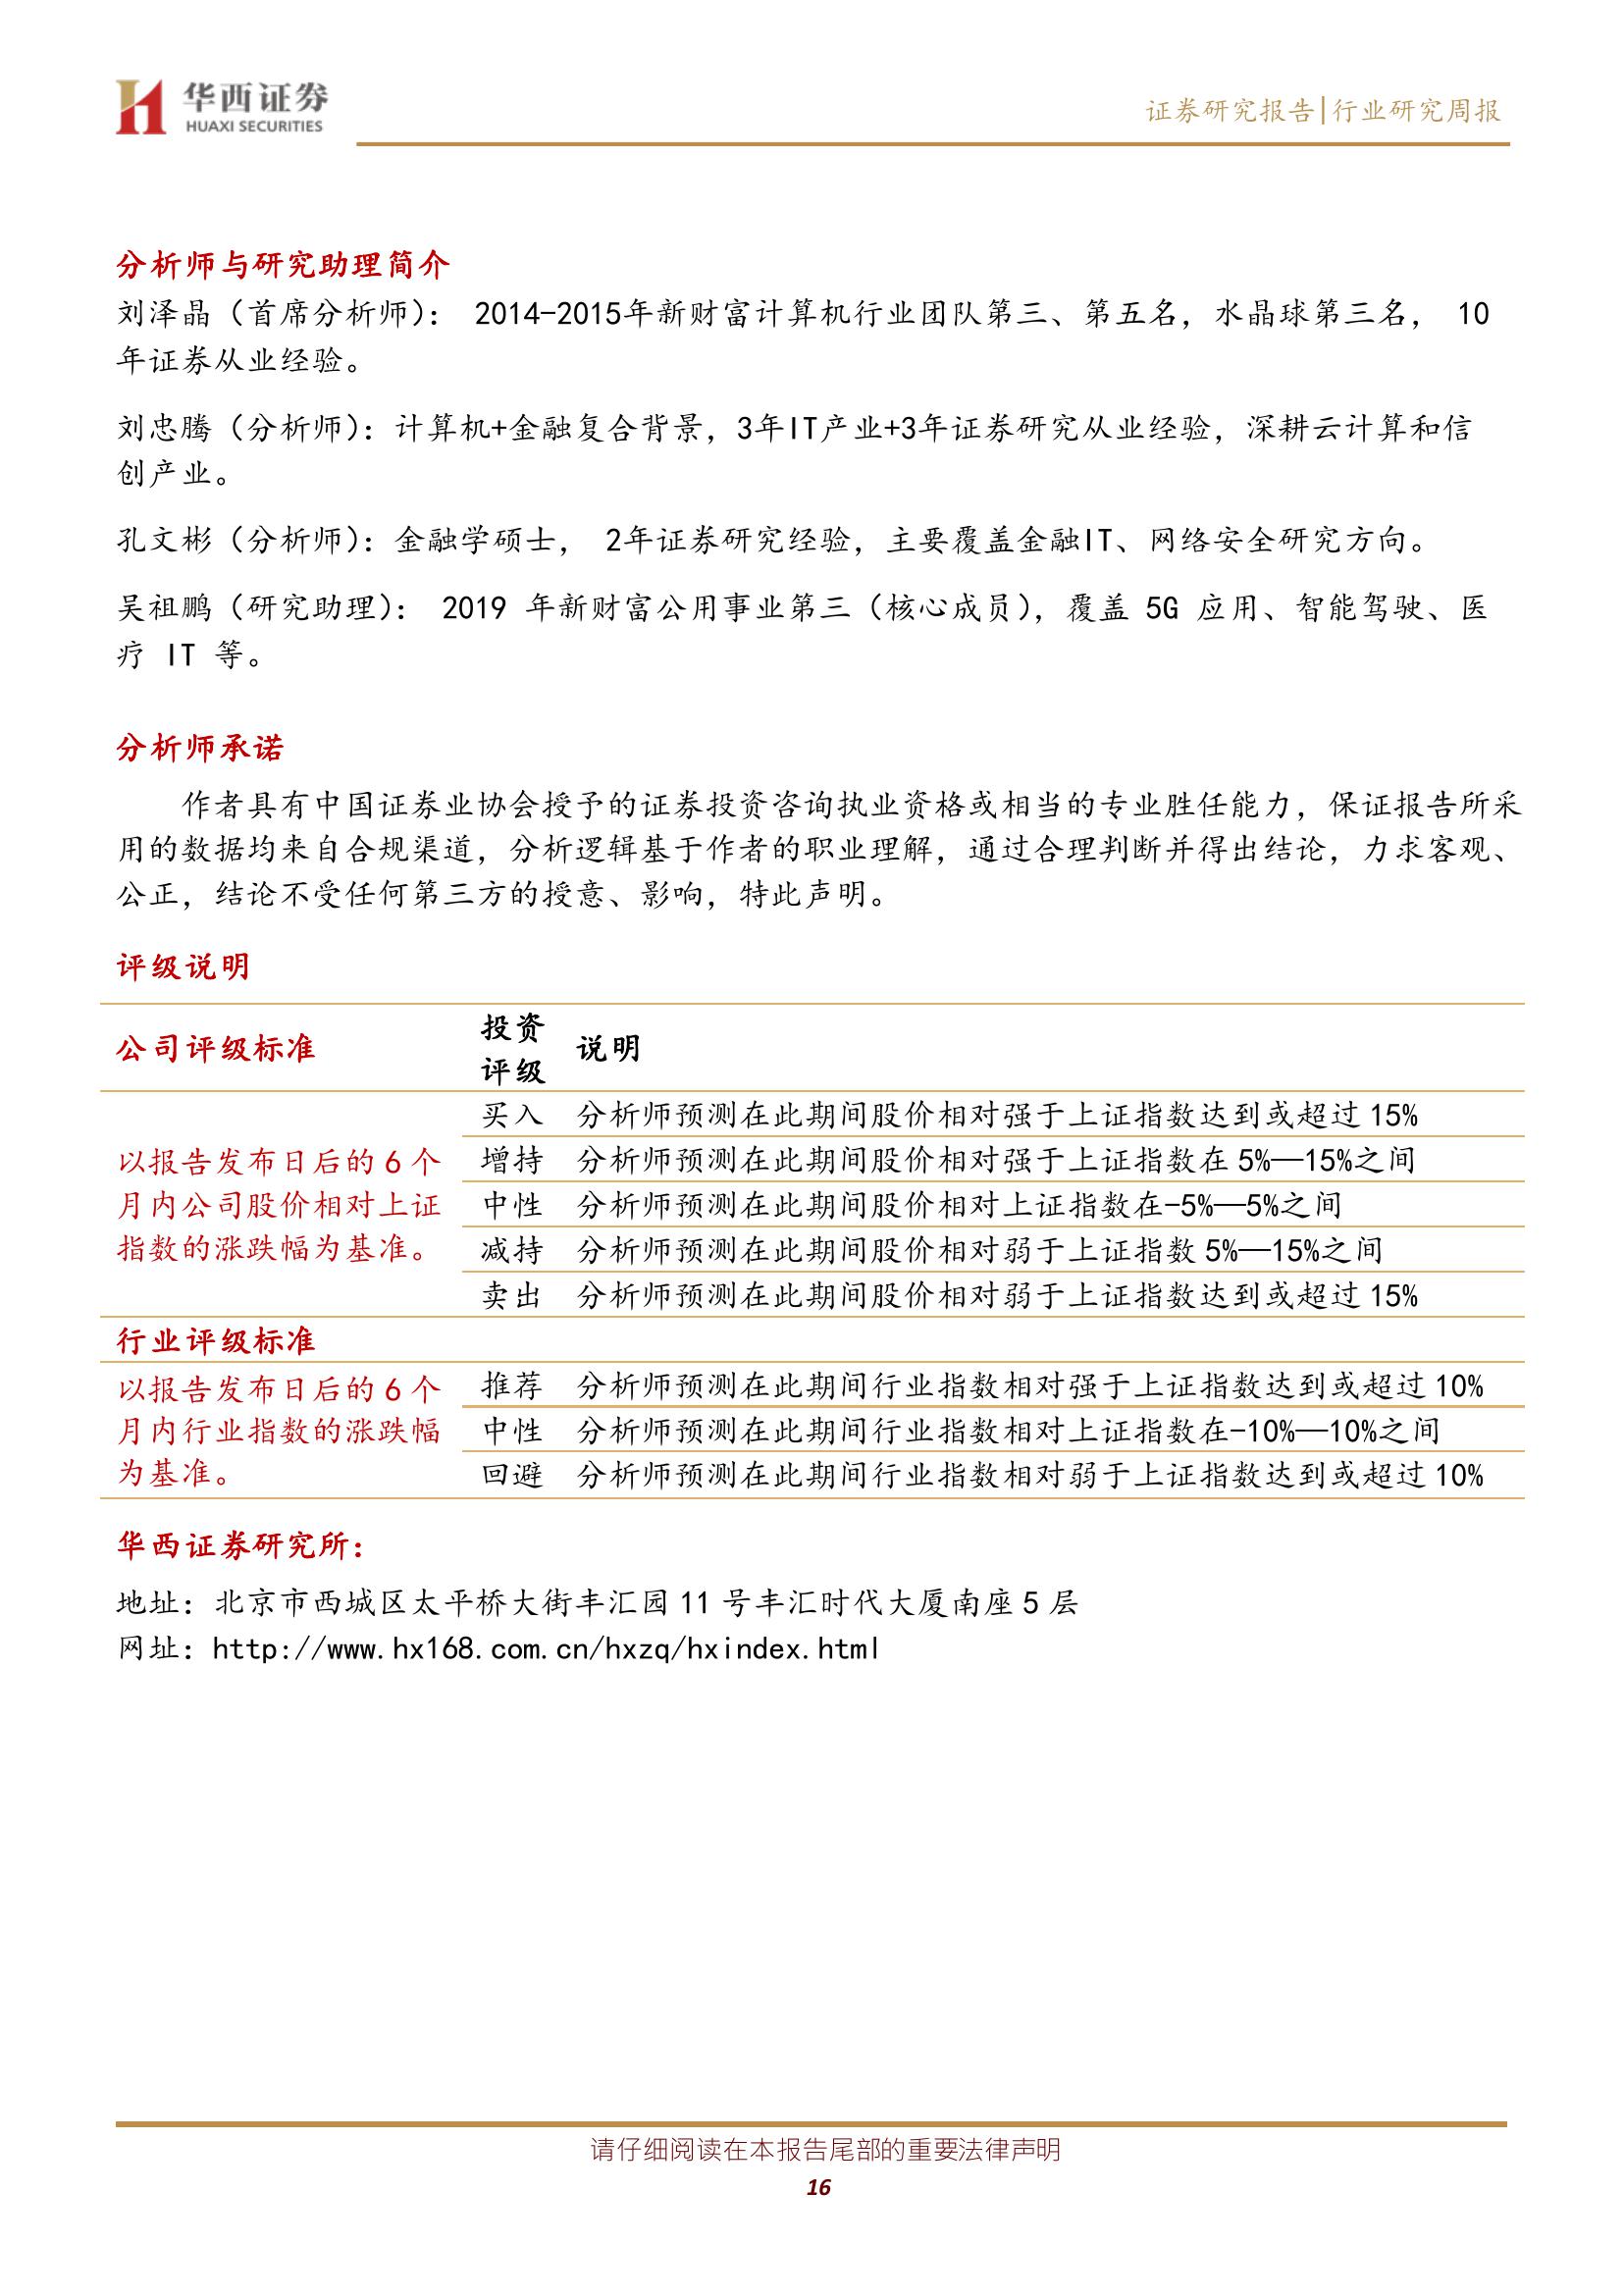 华西证券
HUAXI SECURITIES
证券研究报告|行业研究周报
分析师与研究助理简介
刘泽晶（首席分析师）： 2014-2015年新财富计算机行业团队第三、第五名，水晶球第三名， 10
年证券从业经验。
刘忠腾（分析师）：计算机+金融复合背景，3年IT产业+3年证券研究从业经验，深耕云计算和信
创产业。
孔文彬（分析师）：金融学硕士， 2年证券研究经验，主要覆盖金融IT、网络安全研究方向。
吴祖鹏（研究助理）： 2019 年新财富公用事业第三（核心成员），覆盖 5G 应用、智能驾驶、医
疗 IT 等。
分析师承诺
作者具有中国证券业协会授予的证券投资咨询执业资格或相当的专业胜任能力，保证报告所采
用的数据均来自合规渠道，分析逻辑基于作者的职业理解，通过合理判断并得出结论，力求客观、
公正，结论不受任何第三方的授意、影响，特此声明。
评级说明
公司评级标准 投资评级 说明
以报告发布日后的 6 个
月内公司股价相对上证
指数的涨跌幅为基准。
买入 分析师预测在此期间股价相对强于上证指数达到或超过 15%
增持 分析师预测在此期间股价相对强于上证指数在 5%—15%之间
中性 分析师预测在此期间股价相对上证指数在-5%—5%之间
减持 分析师预测在此期间股价相对弱于上证指数 5%—15%之间
卖出 分析师预测在此期间股价相对弱于上证指数达到或超过 15%
行业评级标准
以报告发布日后的 6 个
月内行业指数的涨跌幅
为基准。
推荐 分析师预测在此期间行业指数相对强于上证指数达到或超过 10%
中性 分析师预测在此期间行业指数相对上证指数在-10%—10%之间
回避 分析师预测在此期间行业指数相对弱于上证指数达到或超过 10%
华西证券研究所：
地址：北京市西城区太平桥大街丰汇园 11 号丰汇时代大厦南座 5 层
网址：http://www.hx168.com.cn/hxzq/hxindex.html
请仔细阅读在本报告尾部的重要法律声明
16